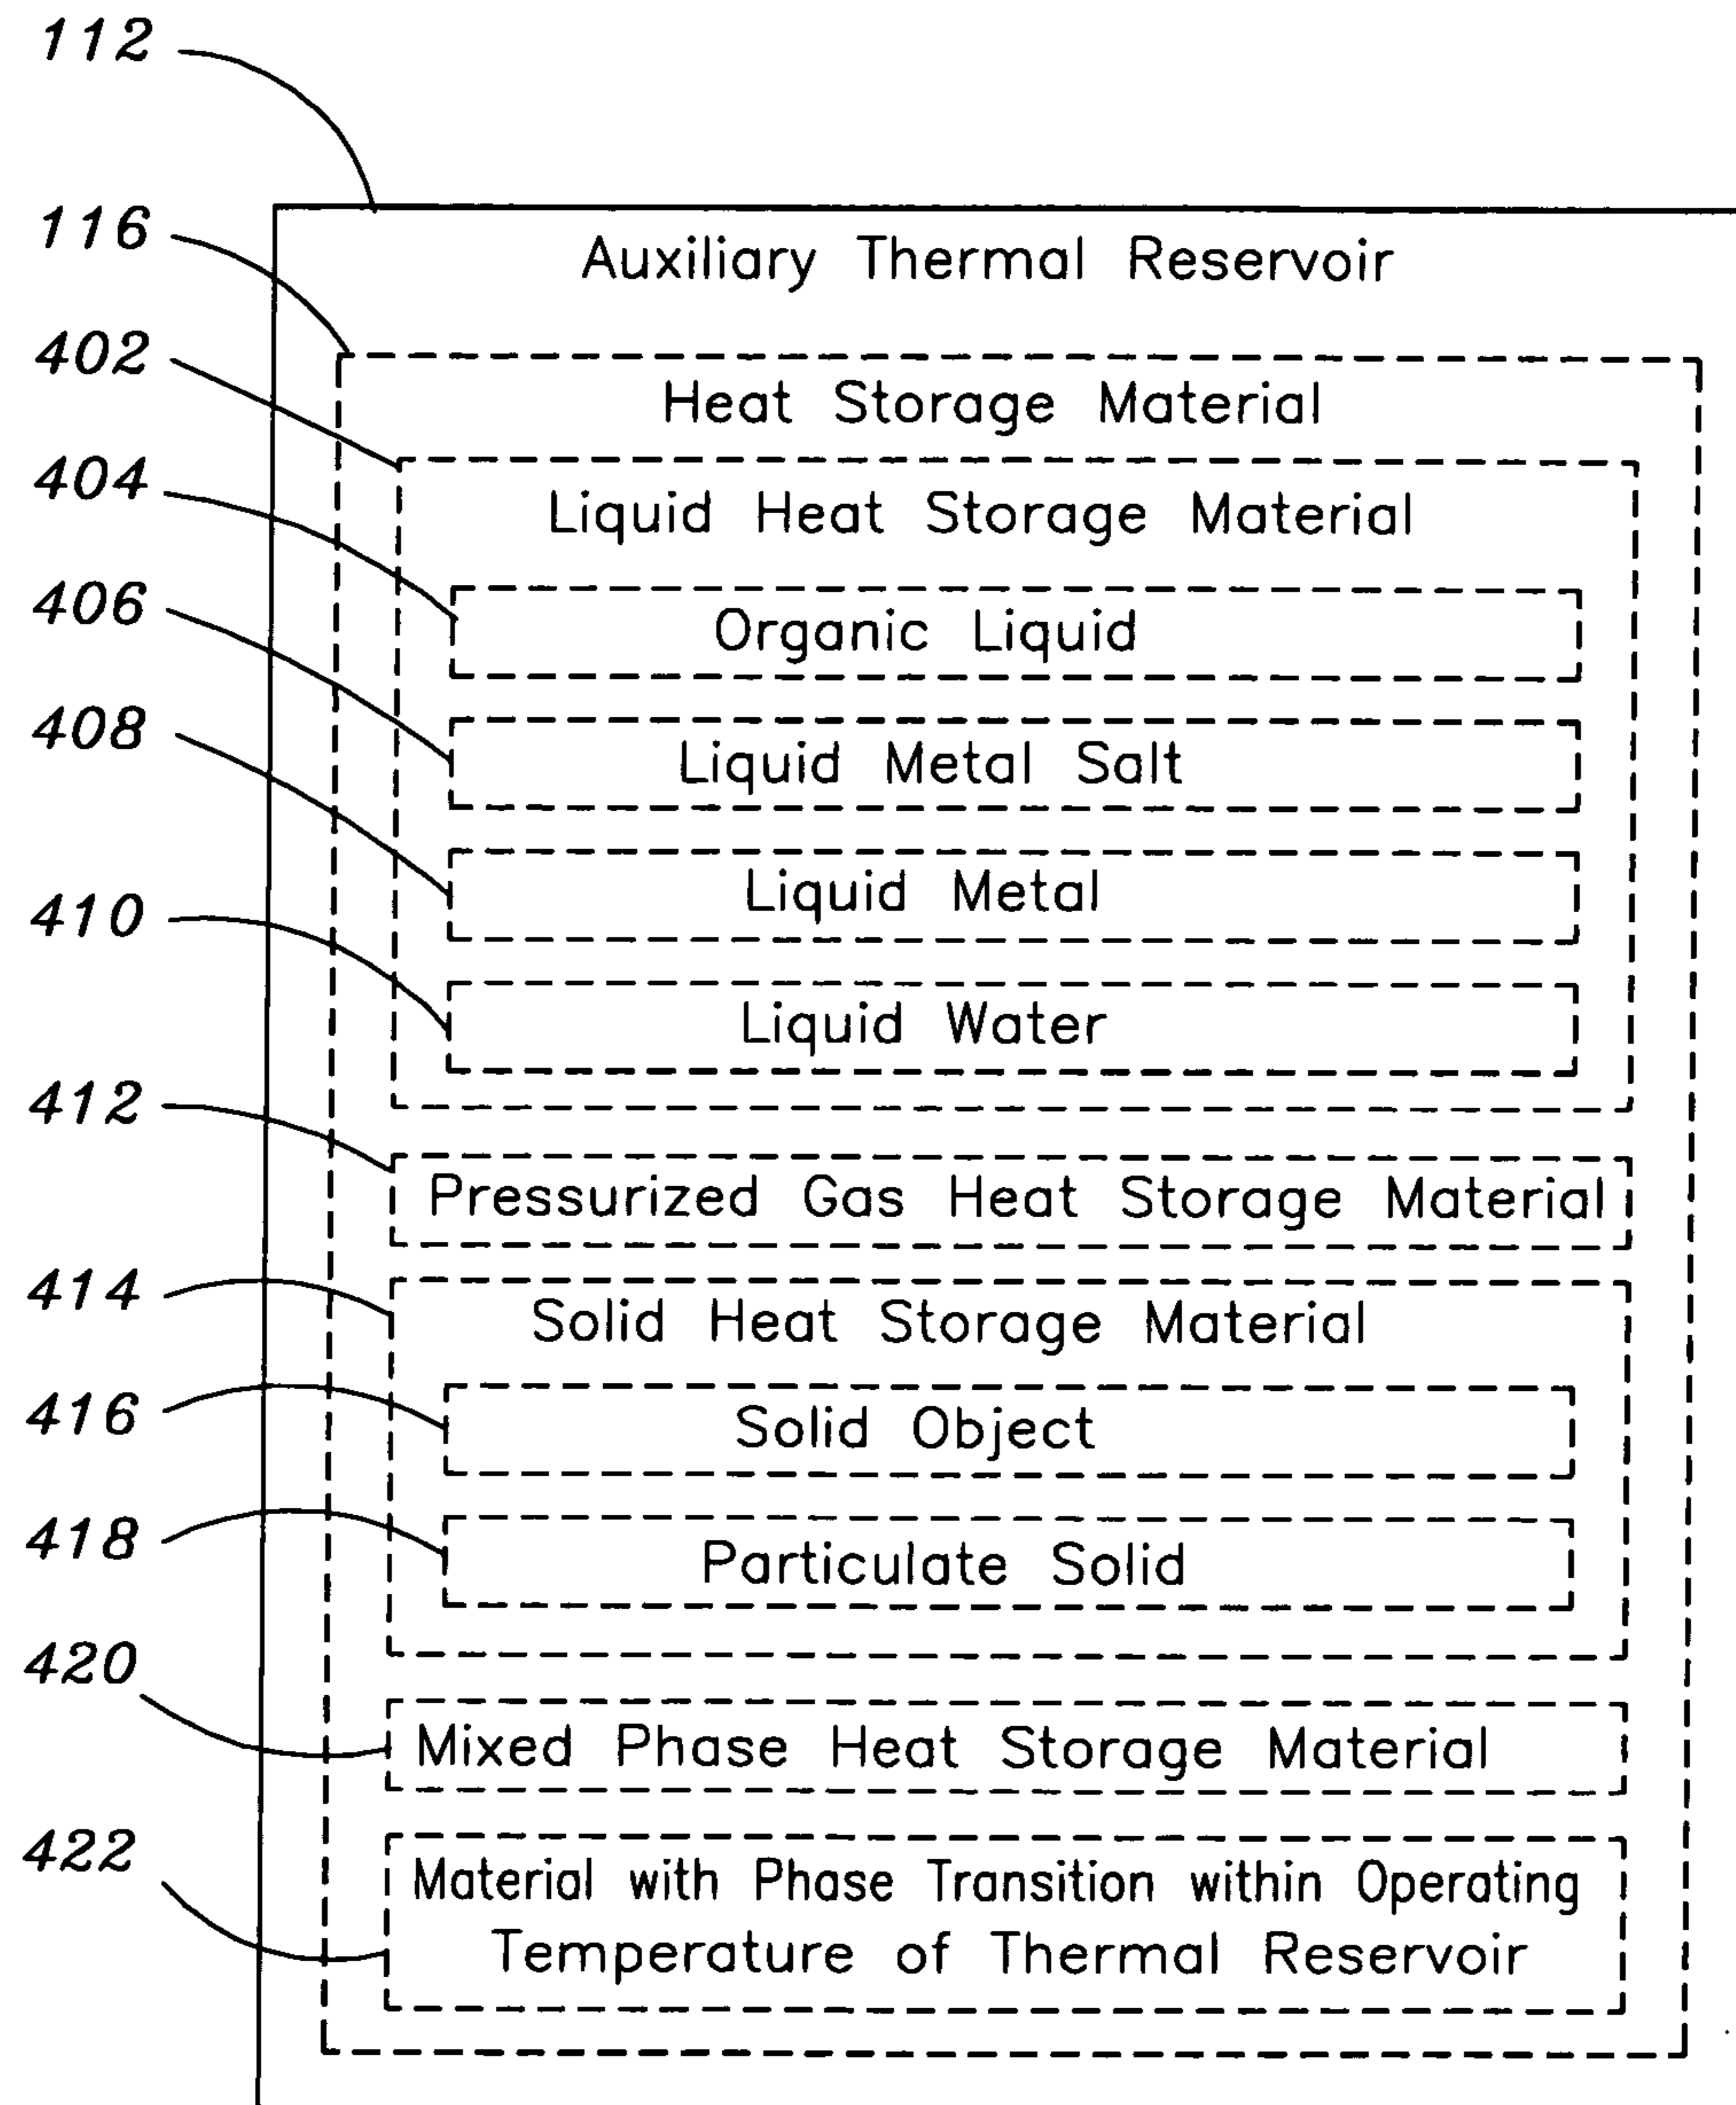 112
Auxiliary Thermal Reservoir
116
Heat Storage Material
402
Liquid Heat Storage Material
404
Organic Liquid
406
Liquid Metal Salt
408
Liquid Metal
410
Liquid Water
412
Pressurized Gas Heat Storage Material
414
Solid Heat Storage Material
416
Solid Object
418
Particulate Solid
420
Mixed Phase Heat Storage Material
422
Material with Phase Transition within Operating
Temperature of Thermal Reservoir